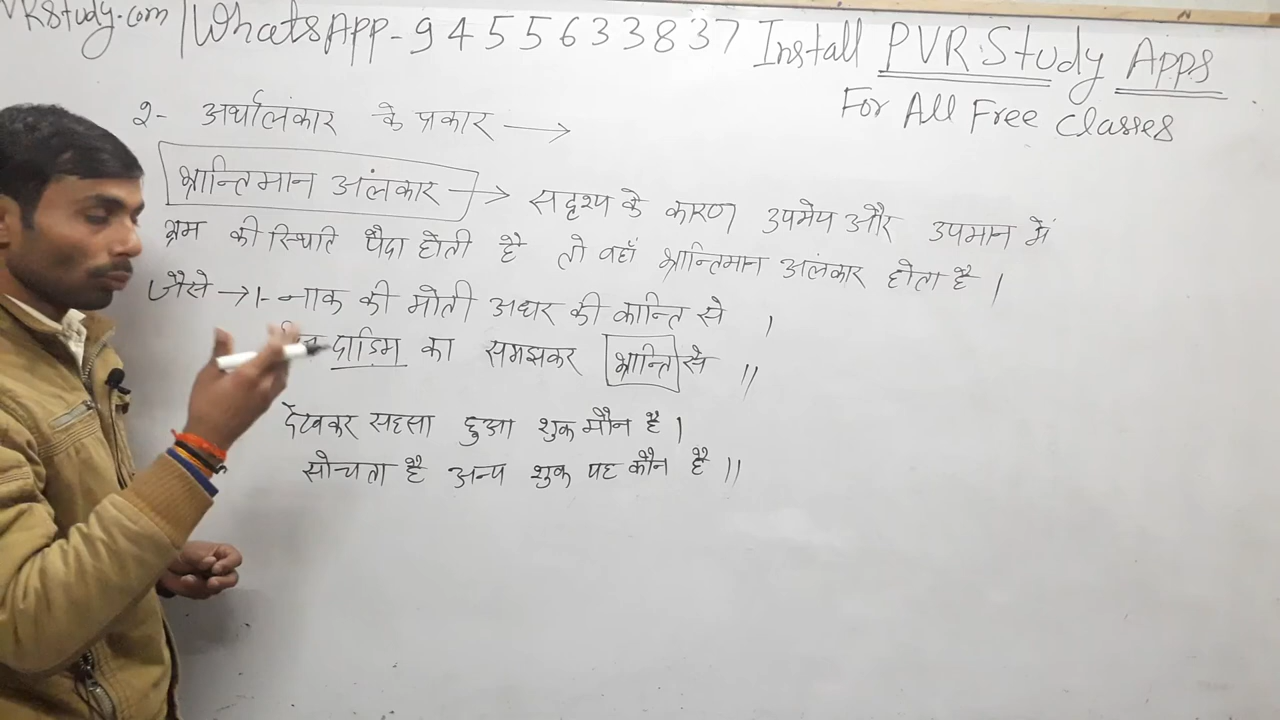 VRStudy.com | WhatsApp - 9455633837 Install PVR Study Apps
For All Free Classes
२- अर्थालंकार के प्रकार →
भ्रान्तिमान अलंकार → सदृश्य के कारण उपमेय और उपमान में
भ्रम की स्थिति पैदा होती है तो वहाँ भ्रान्तिमान अलंकार होता है।
जैसे → 1- नाक की मोती अधर की कान्ति से ।
दाडिम का समझकर भ्रान्ति से ॥
देखकर सहसा हुआ शुक मौन है।
सोचता है अन्य शुक यह कौन है ॥